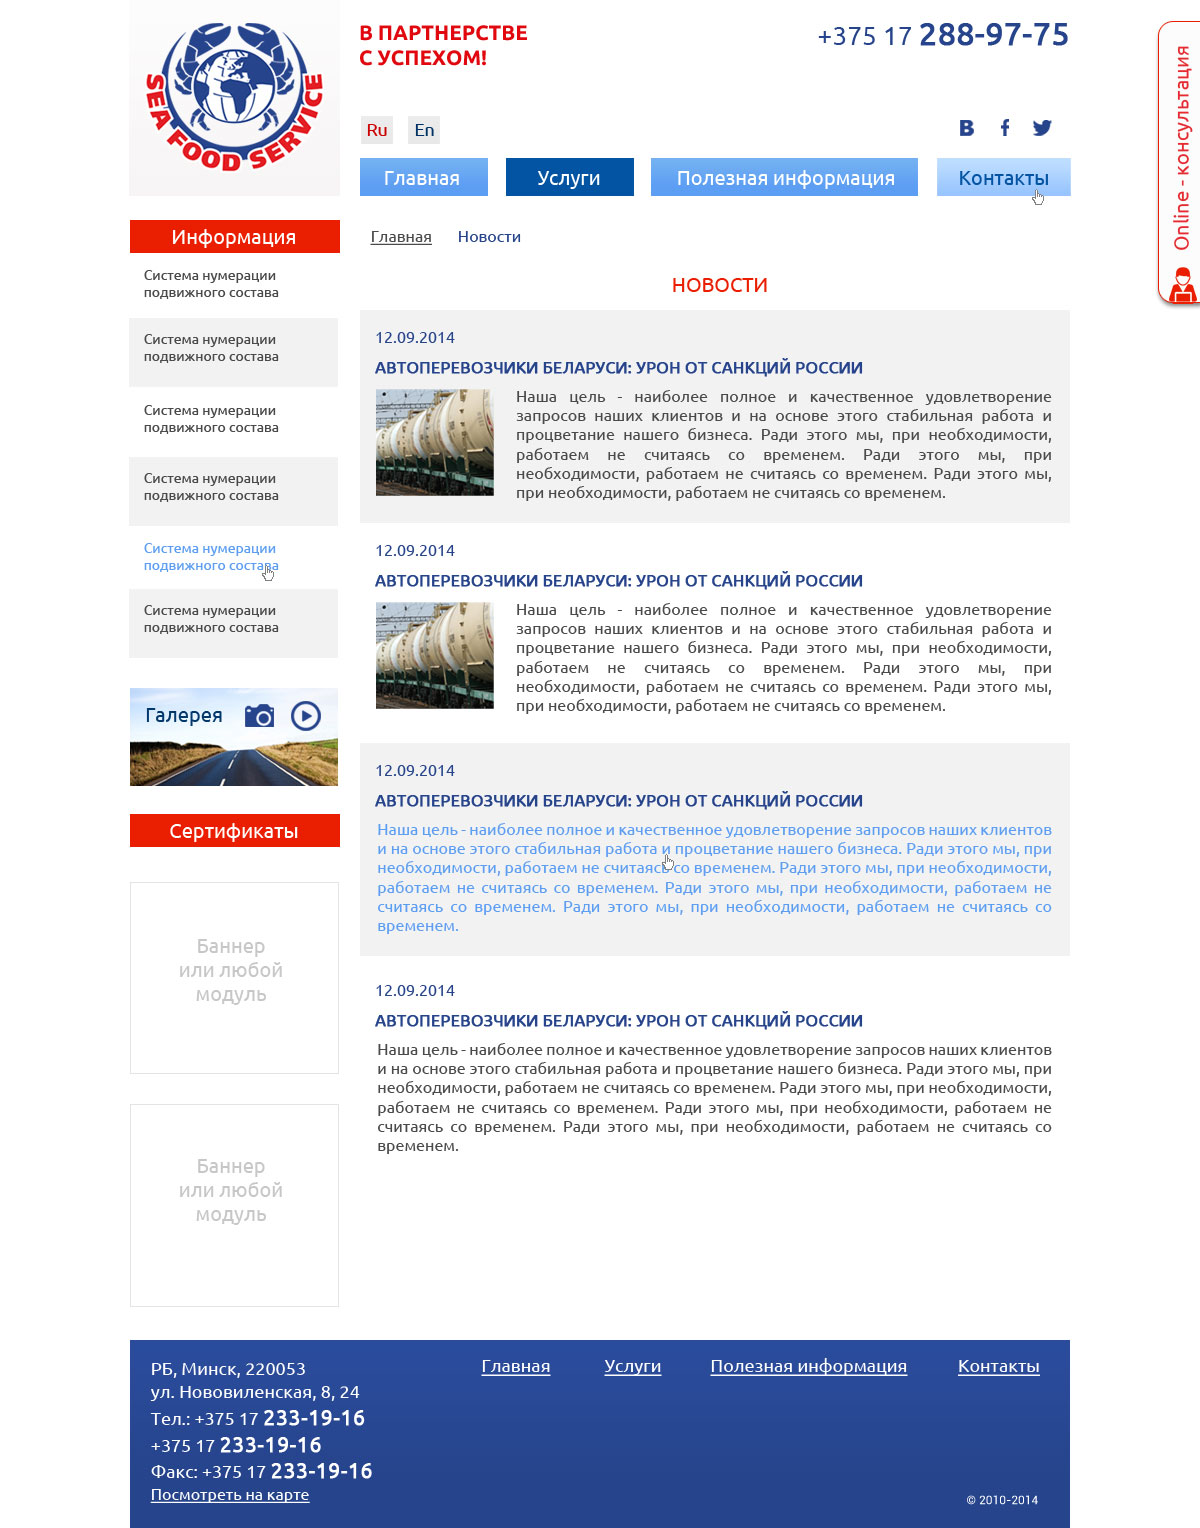 SEA FOOD SERVICE
В ПАРТНЕРСТВЕ
С УСПЕХОМ!
+375 17 288-97-75
Ru En
Главная Услуги Полезная информация Контакты
Online - консультация
Информация
Система нумерации
подвижного состава
Система нумерации
подвижного состава
Система нумерации
подвижного состава
Система нумерации
подвижного состава
Система нумерации
подвижного состава
Система нумерации
подвижного состава
Галерея
Сертификаты
Баннер
или любой
модуль
Баннер
или любой
модуль
Главная Новости
НОВОСТИ
12.09.2014
АВТОПЕРЕВОЗЧИКИ БЕЛАРУСИ: УРОН ОТ САНКЦИЙ РОССИИ
Наша цель - наиболее полное и качественное удовлетворение
запросов наших клиентов и на основе этого стабильная работа и
процветание нашего бизнеса. Ради этого мы, при необходимости,
работаем не считаясь со временем. Ради этого мы, при
необходимости, работаем не считаясь со временем. Ради этого мы,
при необходимости, работаем не считаясь со временем.
12.09.2014
АВТОПЕРЕВОЗЧИКИ БЕЛАРУСИ: УРОН ОТ САНКЦИЙ РОССИИ
Наша цель - наиболее полное и качественное удовлетворение
запросов наших клиентов и на основе этого стабильная работа и
процветание нашего бизнеса. Ради этого мы, при необходимости,
работаем не считаясь со временем. Ради этого мы, при
необходимости, работаем не считаясь со временем. Ради этого мы,
при необходимости, работаем не считаясь со временем.
12.09.2014
АВТОПЕРЕВОЗЧИКИ БЕЛАРУСИ: УРОН ОТ САНКЦИЙ РОССИИ
Наша цель - наиболее полное и качественное удовлетворение запросов наших клиентов
и на основе этого стабильная работа и процветание нашего бизнеса. Ради этого мы, при
необходимости, работаем не считаясь со временем. Ради этого мы, при необходимости,
работаем не считаясь со временем. Ради этого мы, при необходимости, работаем не
считаясь со временем. Ради этого мы, при необходимости, работаем не считаясь со
временем.
12.09.2014
АВТОПЕРЕВОЗЧИКИ БЕЛАРУСИ: УРОН ОТ САНКЦИЙ РОССИИ
Наша цель - наиболее полное и качественное удовлетворение запросов наших клиентов
и на основе этого стабильная работа и процветание нашего бизнеса. Ради этого мы, при
необходимости, работаем не считаясь со временем. Ради этого мы, при необходимости,
работаем не считаясь со временем. Ради этого мы, при необходимости, работаем не
считаясь со временем. Ради этого мы, при необходимости, работаем не считаясь со
временем.
РБ, Минск, 220053
ул. Нововиленская, 8, 24
Тел.: +375 17 233-19-16
+375 17 233-19-16
Факс: +375 17 233-19-16
Посмотреть на карте
Главная Услуги Полезная информация Контакты
© 2010-2014